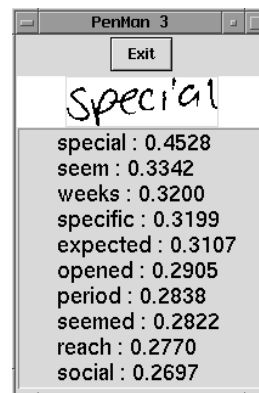 PenMan 3
Exit
special
special : 0.4528
seem : 0.3342
weeks : 0.3200
specific : 0.3199
expected : 0.3107
opened : 0.2905
period : 0.2838
seemed : 0.2822
reach : 0.2770
social : 0.2697